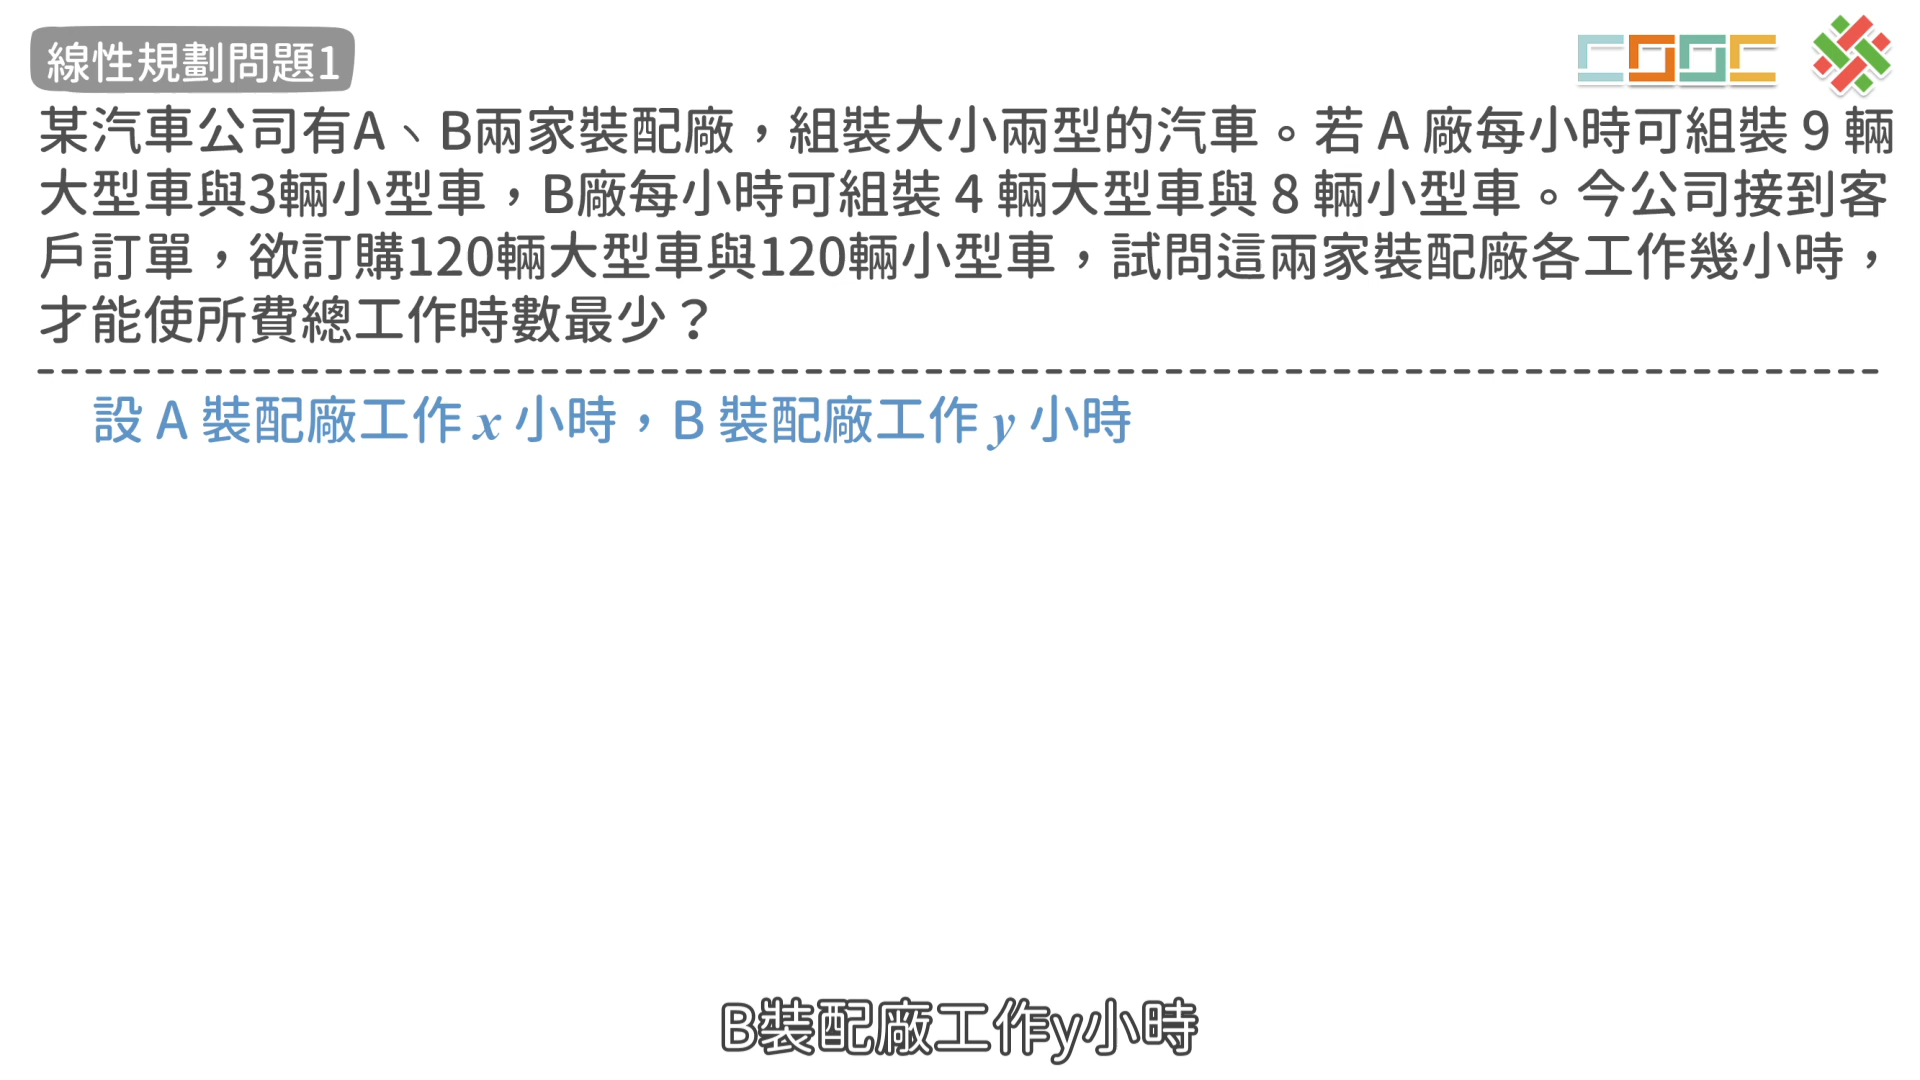 線性規劃問題1
COOC
某汽車公司有A、B兩家裝配廠，組裝大小兩型的汽車。若 A 廠每小時可組裝 9 輛
大型車與3輛小型車，B廠每小時可組裝 4 輛大型車與 8 輛小型車。今公司接到客
戶訂單，欲訂購120輛大型車與120輛小型車，試問這兩家裝配廠各工作幾小時，
才能使所費總工作時數最少？
設 A 裝配廠工作 x 小時，B 裝配廠工作 y 小時
B裝配廠工作y小時